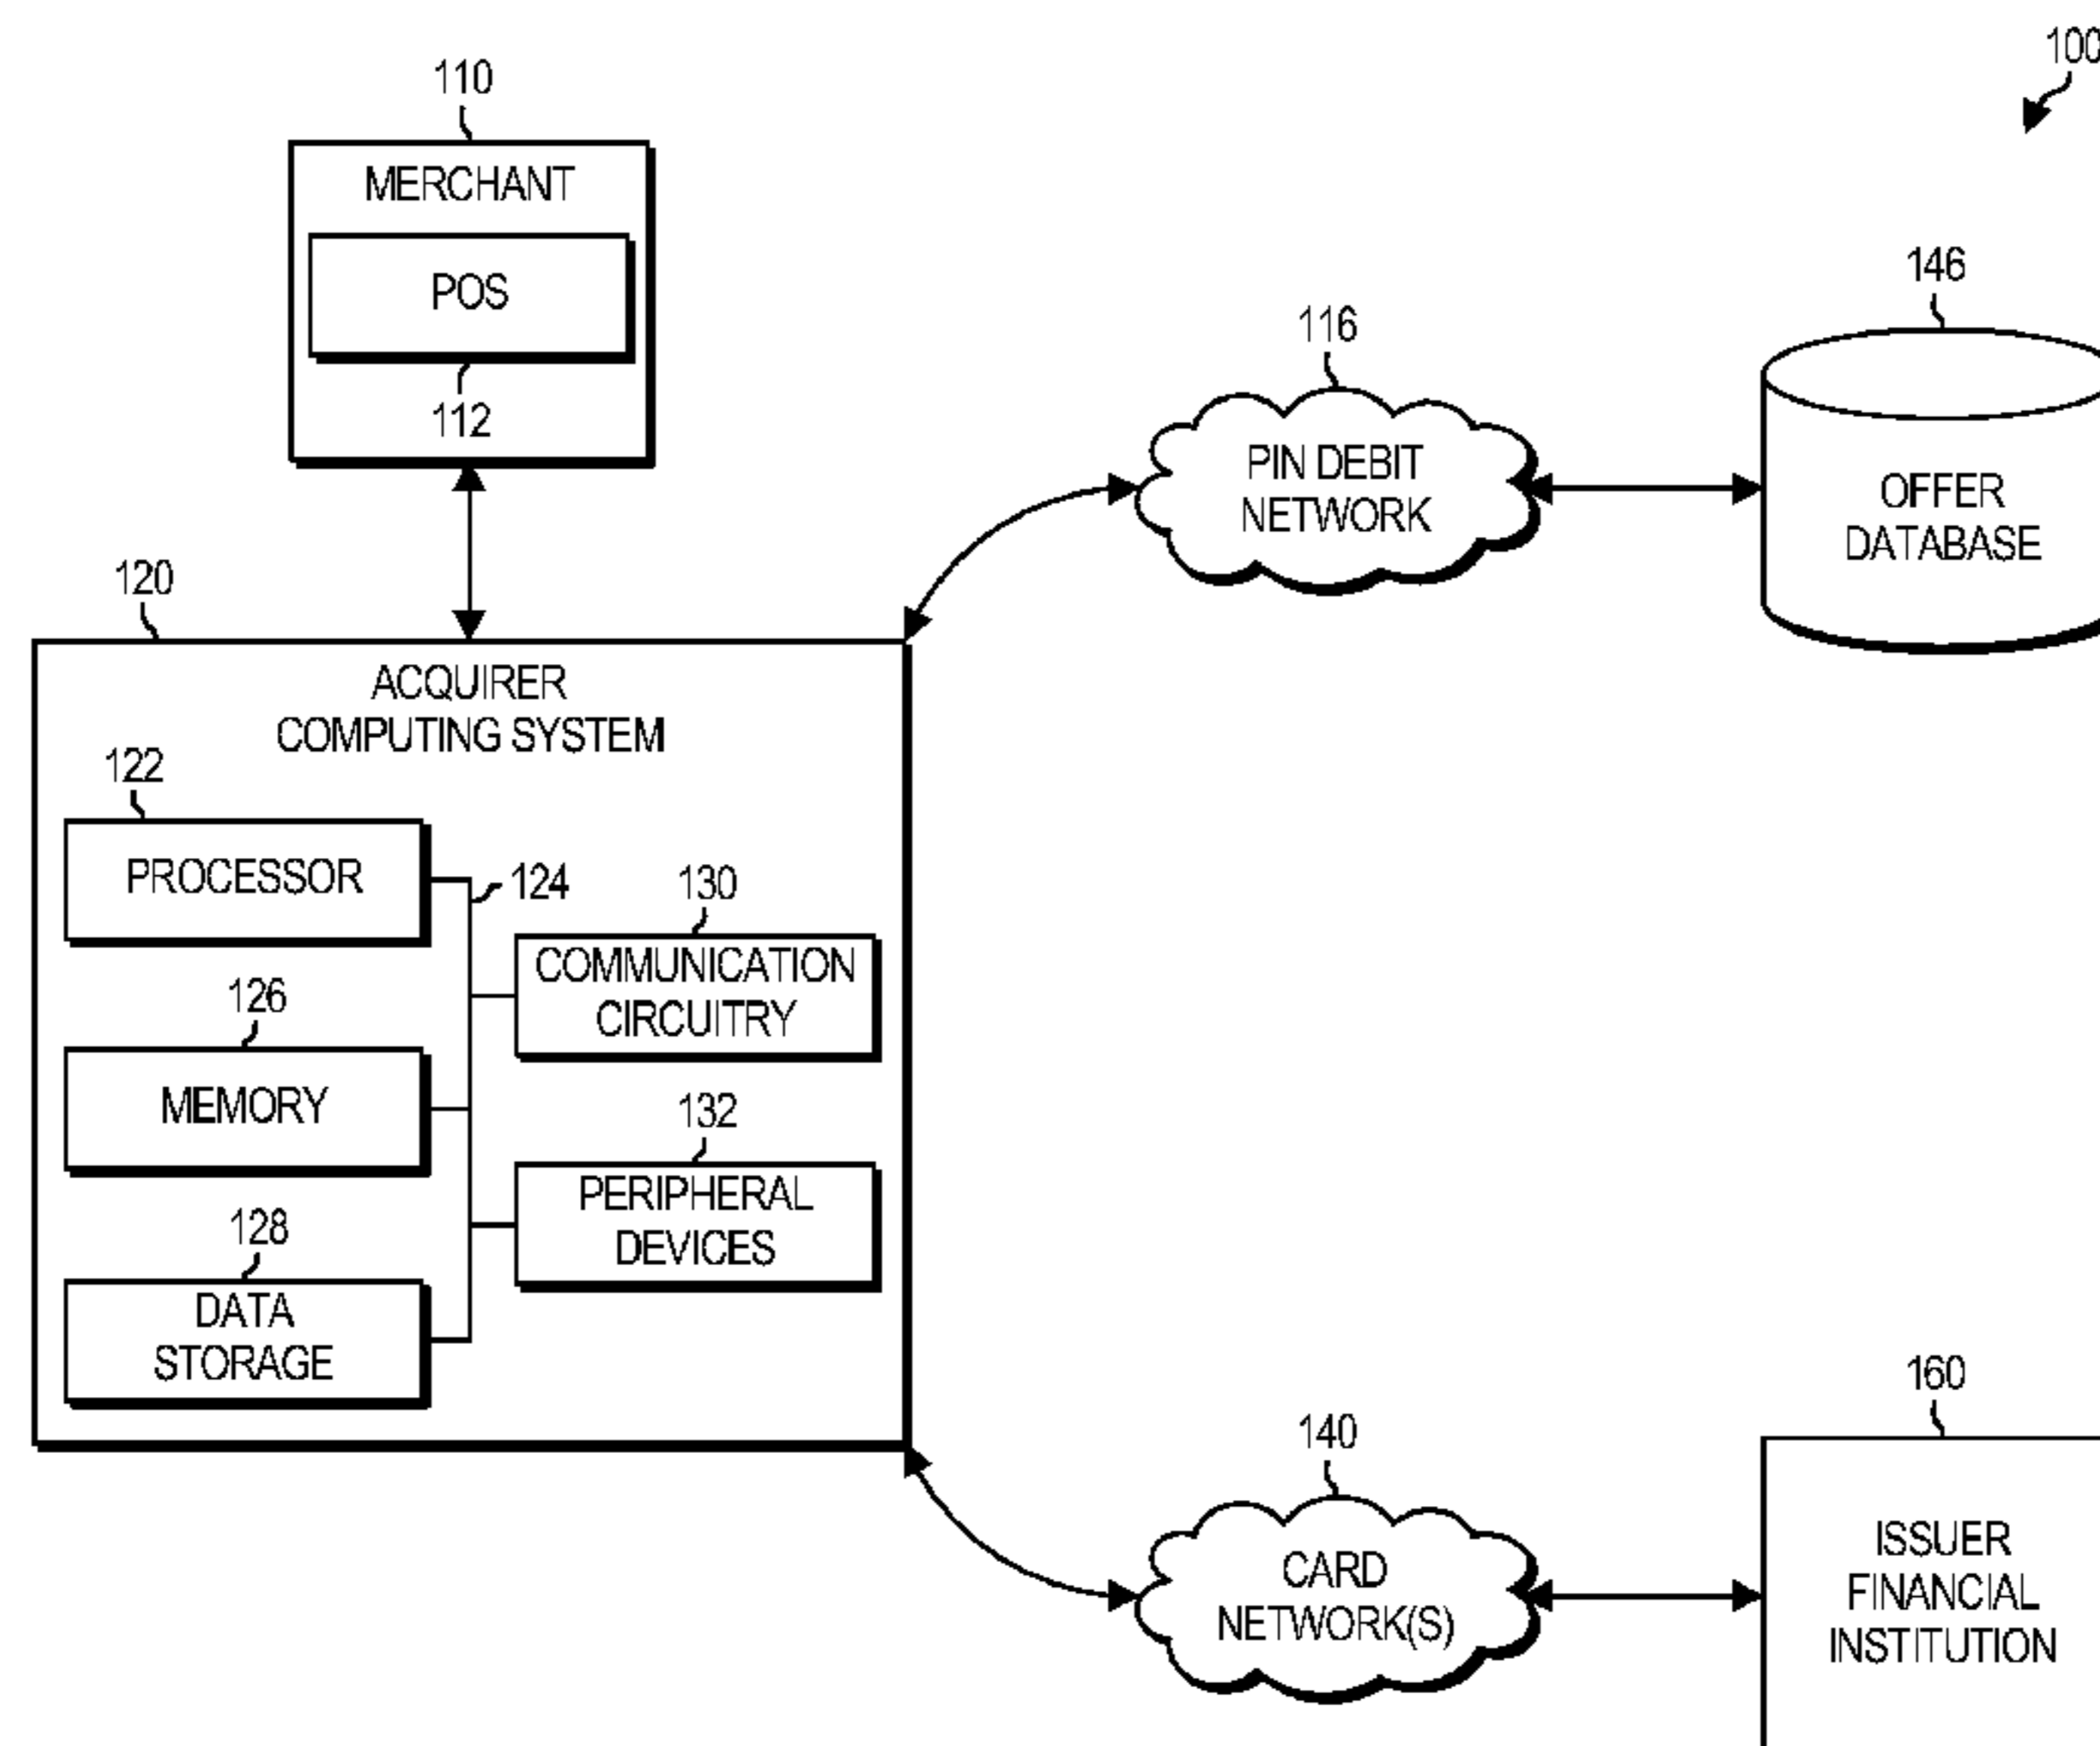 100
110
MERCHANT
POS
112
146
116
PIN DEBIT
NETWORK
OFFER
DATABASE
120
ACQUIRER
COMPUTING SYSTEM
122
PROCESSOR
124
130
COMMUNICATION
CIRCUITRY
126
MEMORY
132
PERIPHERAL
DEVICES
128
DATA
STORAGE
160
140
CARD
NETWORK(S)
ISSUER
FINANCIAL
INSTITUTION